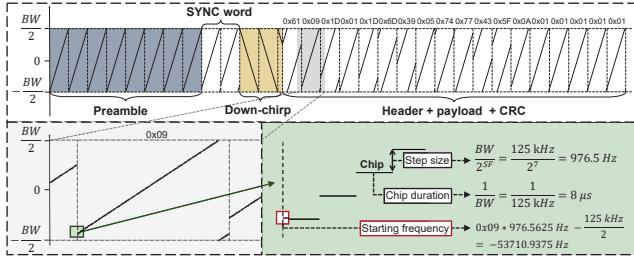 SYNC word
0x61 0x09 0x1D0x01 0x1D0x6D0x39 0x05 0x74 0x77 0x43 0x5F 0x0A0x01 0x01 0x01 0x01 0x01
BW
2
0
BW
2
Preamble
Down-chirp
Header + payload + CRC
BW
2
0
BW
2
0x09
Chip
Step size
BW/2^SF = 125 kHz/2^7 = 976.5 Hz
Chip duration
1/BW = 1/125 kHz = 8 μs
Starting frequency
0x09 * 976.5625 Hz − 125 kHz/2
= −53710.9375 Hz